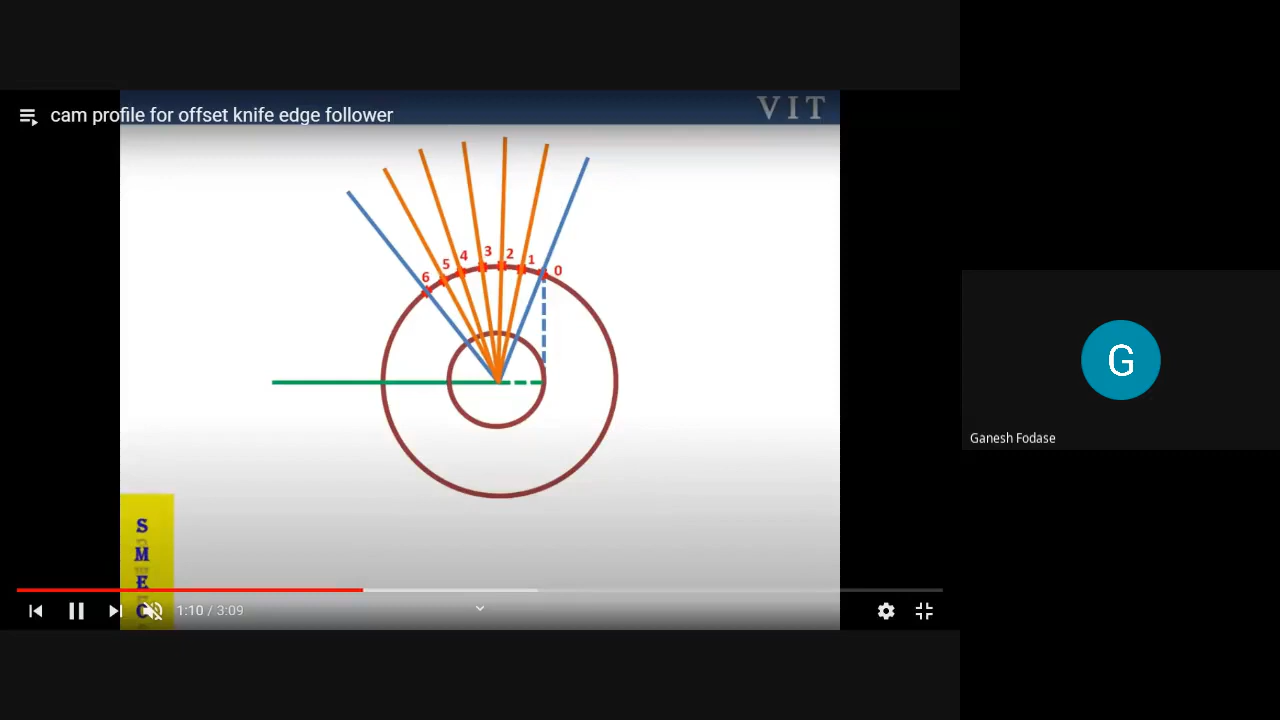 cam profile for offset knife edge follower
VIT
6
5
4
3
2
1
0
S
M
E
1:10 / 3:09
G
Ganesh Fodase